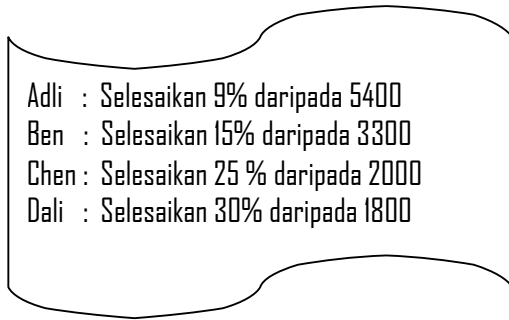 Adli : Selesaikan 9% daripada 5400
Ben : Selesaikan 15% daripada 3300
Chen : Selesaikan 25 % daripada 2000
Dali : Selesaikan 30% daripada 1800